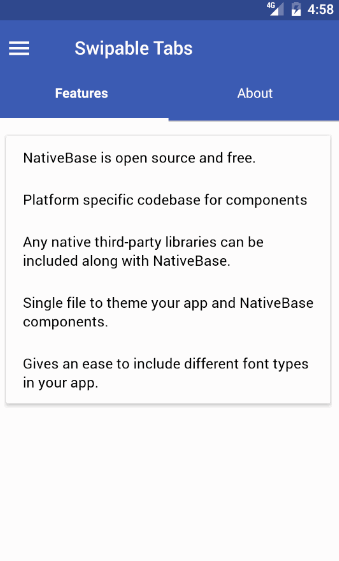 4G 4:58
Swipable Tabs
Features About
NativeBase is open source and free.
Platform specific codebase for components
Any native third-party libraries can be
included along with NativeBase.
Single file to theme your app and NativeBase
components.
Gives an ease to include different font types
in your app.